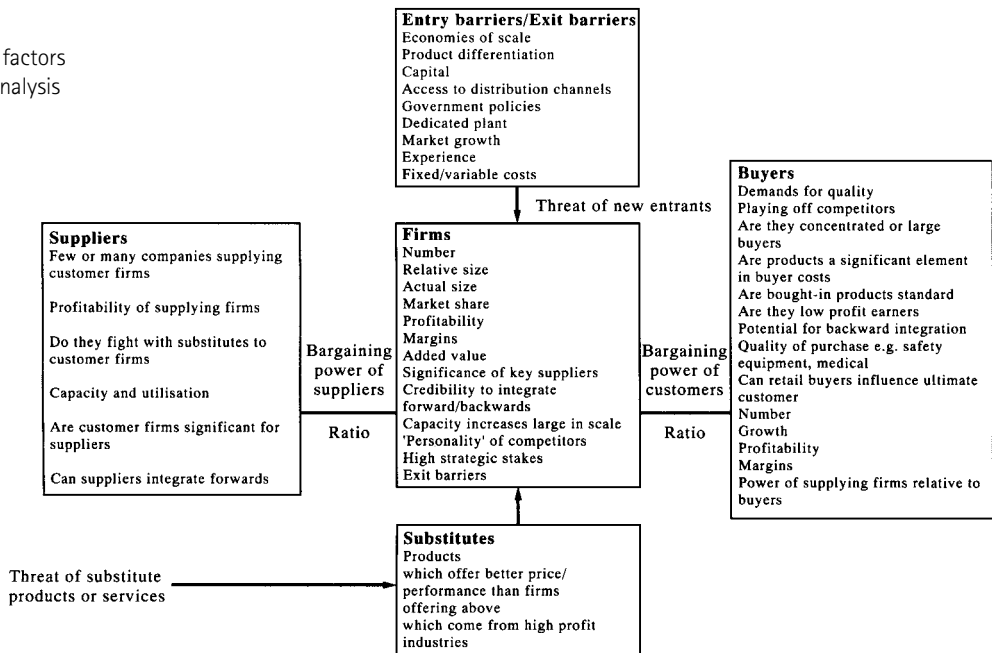 factors
nalysis
Entry barriers/Exit barriers
Economies of scale
Product differentiation
Capital
Access to distribution channels
Government policies
Dedicated plant
Market growth
Experience
Fixed/variable costs
Threat of new entrants
Suppliers
Few or many companies supplying
customer firms
Profitability of supplying firms
Do they fight with substitutes to
customer firms
Capacity and utilisation
Are customer firms significant for
suppliers
Can suppliers integrate forwards
Bargaining
power of
suppliers
Ratio
Firms
Number
Relative size
Actual size
Market share
Profitability
Margins
Added value
Significance of key suppliers
Credibility to integrate
forward/backwards
Capacity increases large in scale
'Personality' of competitors
High strategic stakes
Exit barriers
Bargaining
power of
customers
Ratio
Buyers
Demands for quality
Playing off competitors
Are they concentrated or large
buyers
Are products a significant element
in buyer costs
Are bought-in products standard
Are they low profit earners
Potential for backward integration
Quality of purchase e.g. safety
equipment, medical
Can retail buyers influence ultimate
customer
Number
Growth
Profitability
Margins
Power of supplying firms relative to
buyers
Threat of substitute
products or services
Substitutes
Products
which offer better price/
performance than firms
offering above
which come from high profit
industries